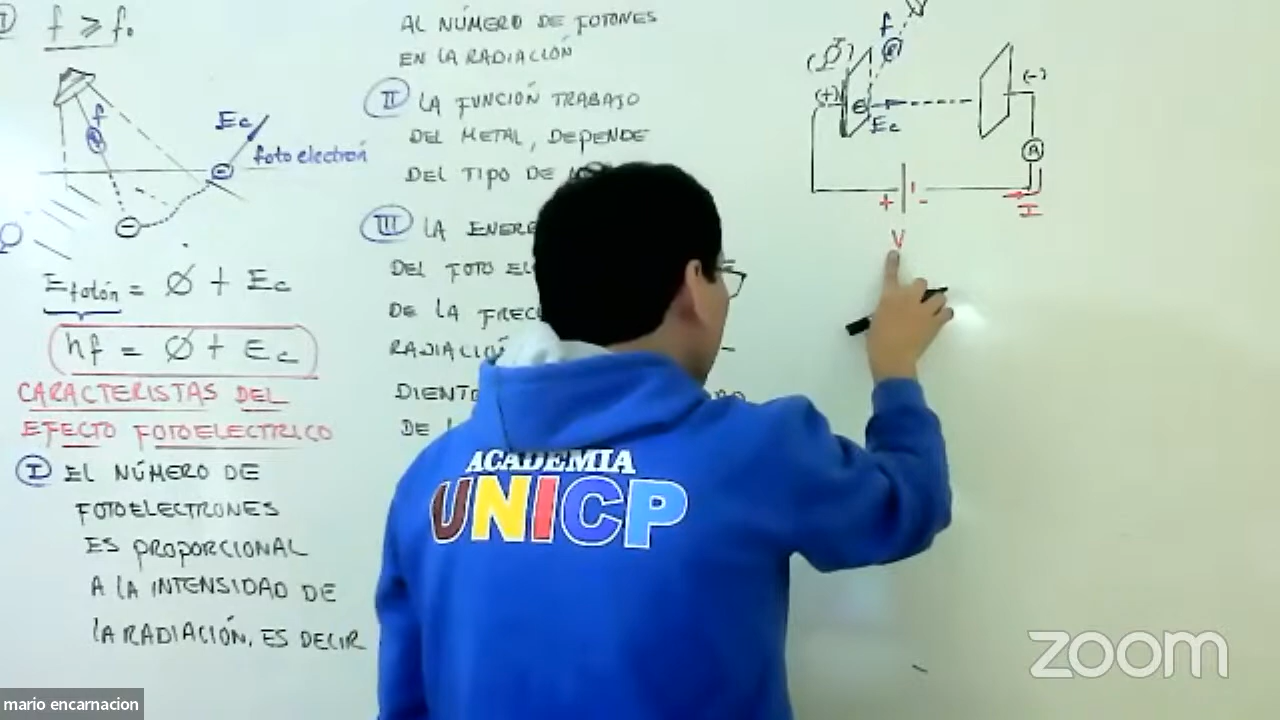 I f ⩾ f₀
f
Ec
foto electrón
Efotón = Ø + Ec
hf = Ø + Ec
CARACTERISTAS DEL
EFECTO FOTOELECTRICO
I EL NÚMERO DE
FOTOELECTRONES
ES PROPORCIONAL
A LA INTENSIDAD DE
LA RADIACIÓN, ES DECIR
AL NÚMERO DE FOTONES
EN LA RADIACIÓN
II LA FUNCIÓN TRABAJO
DEL METAL, DEPENDE
DEL TIPO DE
III LA
DEL FOTO
DE LA
DE
f
(Ø)
(+) (-)
Ec
A
+ -
I
V
ACADEMIA
UNICP
zoom
mario encarnacion